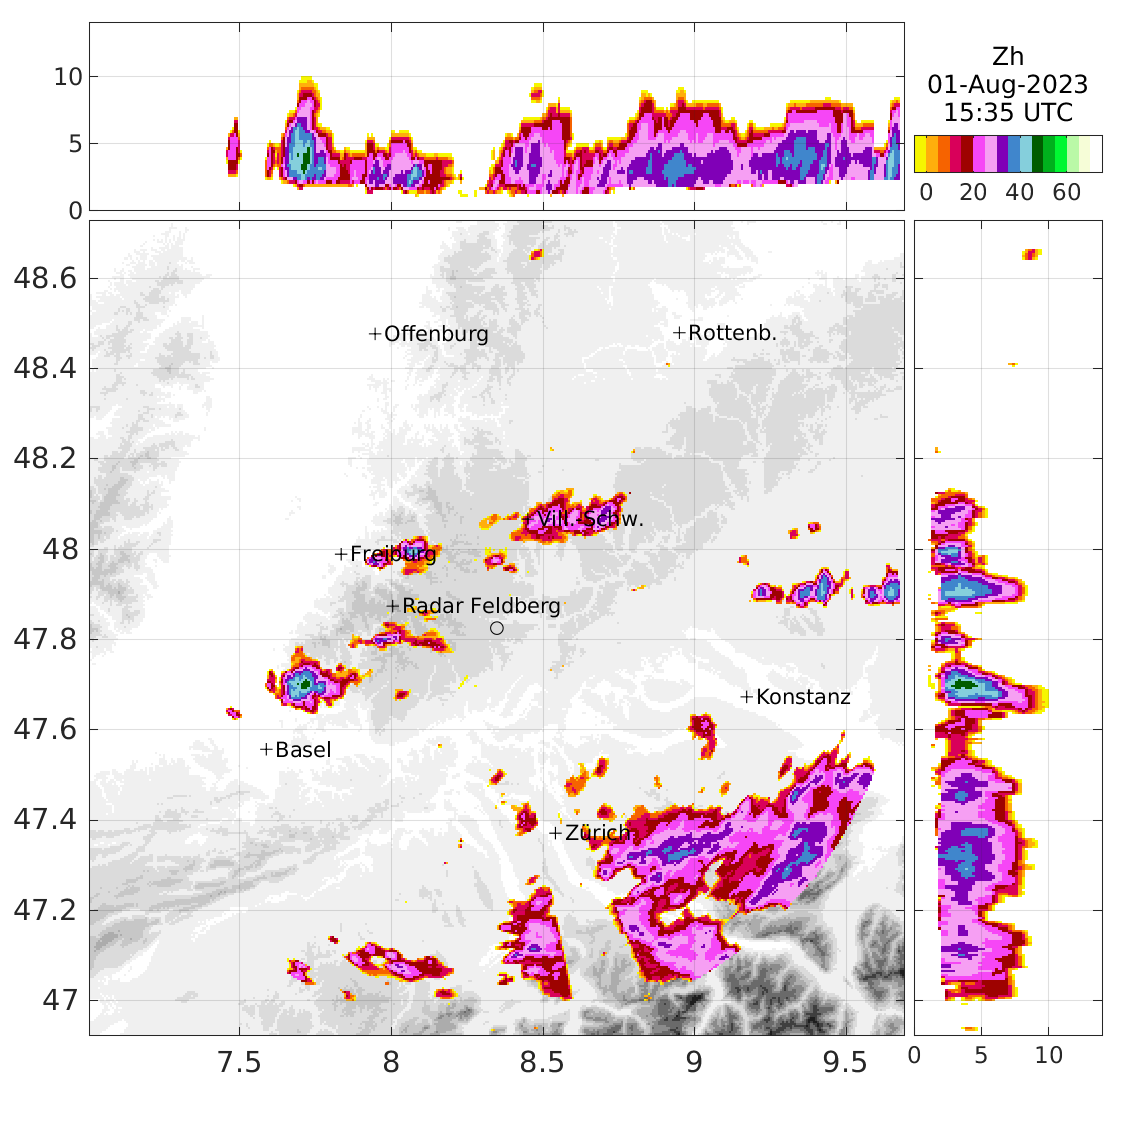 10
5
0
Zh
01-Aug-2023
15:35 UTC
0 20 40 60
48.6
48.4
48.2
48
47.8
47.6
47.4
47.2
47
Offenburg
Rottenb.
Vill.-Schw.
Freiburg
Radar Feldberg
Konstanz
Basel
Zürich
7.5 8 8.5 9 9.5
0 5 10